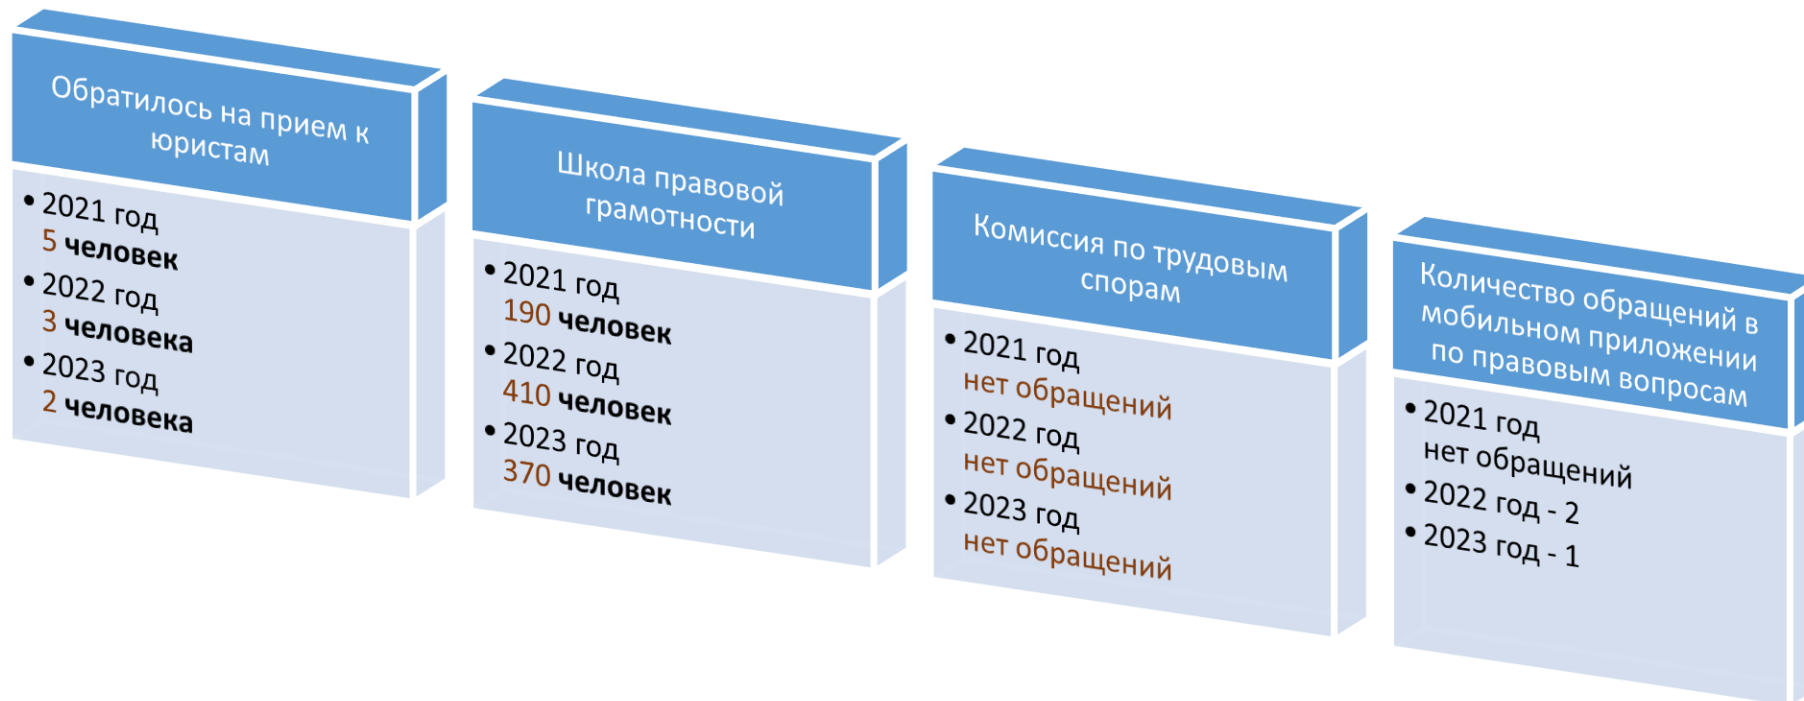 Обратилось на прием к
юристам
• 2021 год
5 человек
• 2022 год
3 человека
• 2023 год
2 человека
Школа правовой
грамотности
• 2021 год
190 человек
• 2022 год
410 человек
• 2023 год
370 человек
Комиссия по трудовым
спорам
• 2021 год
нет обращений
• 2022 год
нет обращений
• 2023 год
нет обращений
Количество обращений в
мобильном приложении
по правовым вопросам
• 2021 год
нет обращений
• 2022 год - 2
• 2023 год - 1